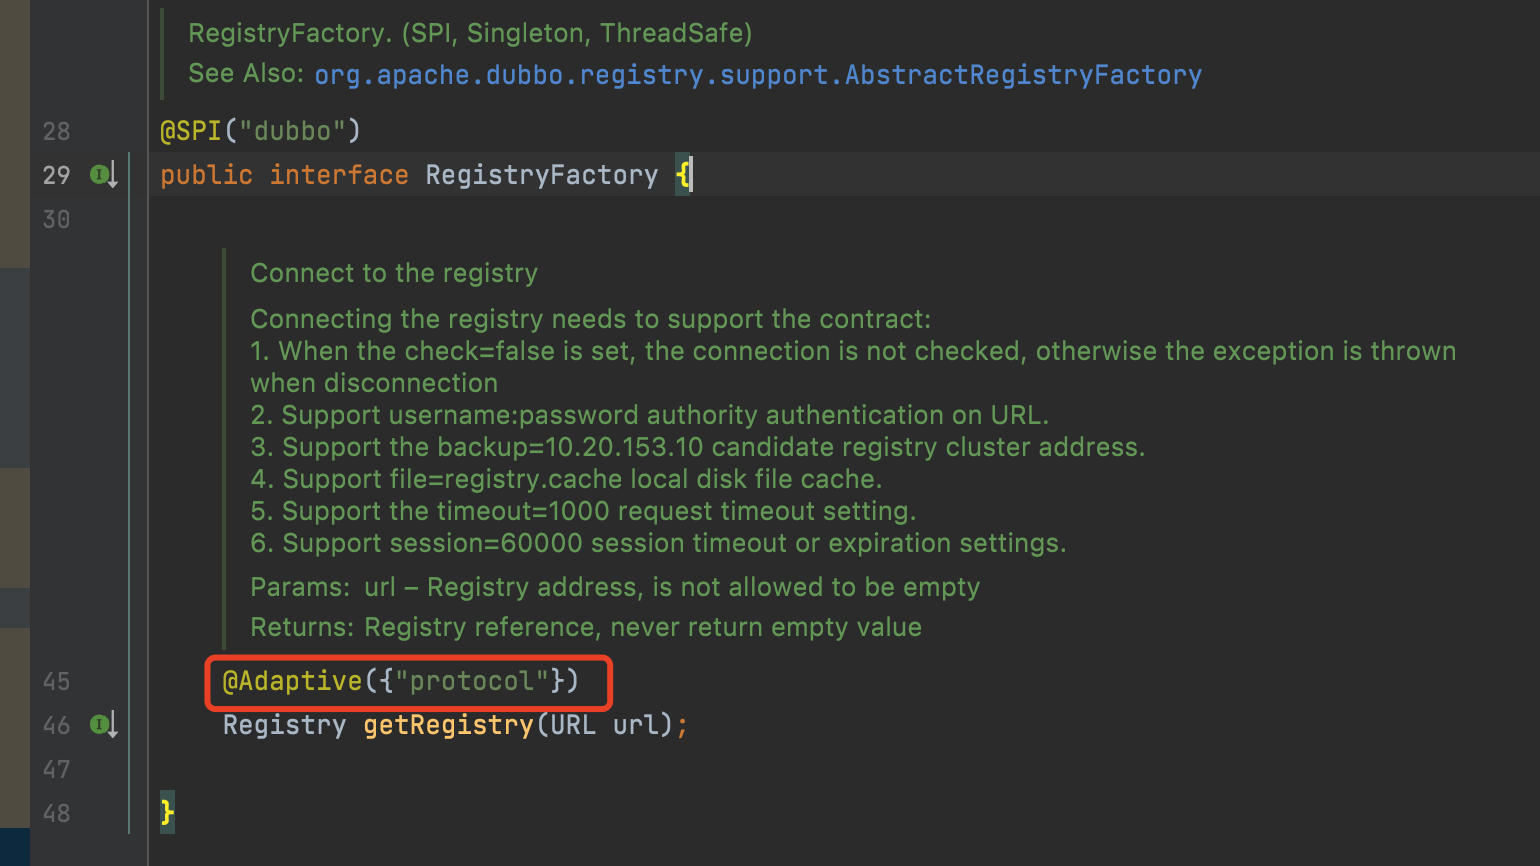 RegistryFactory. (SPI, Singleton, ThreadSafe)
See Also: org.apache.dubbo.registry.support.AbstractRegistryFactory
28 @SPI("dubbo")
29 public interface RegistryFactory {
30
Connect to the registry
Connecting the registry needs to support the contract:
1. When the check=false is set, the connection is not checked, otherwise the exception is thrown
when disconnection
2. Support username:password authority authentication on URL.
3. Support the backup=10.20.153.10 candidate registry cluster address.
4. Support file=registry.cache local disk file cache.
5. Support the timeout=1000 request timeout setting.
6. Support session=60000 session timeout or expiration settings.
Params: url – Registry address, is not allowed to be empty
Returns: Registry reference, never return empty value
45 @Adaptive({"protocol"})
46 Registry getRegistry(URL url);
47
48 }